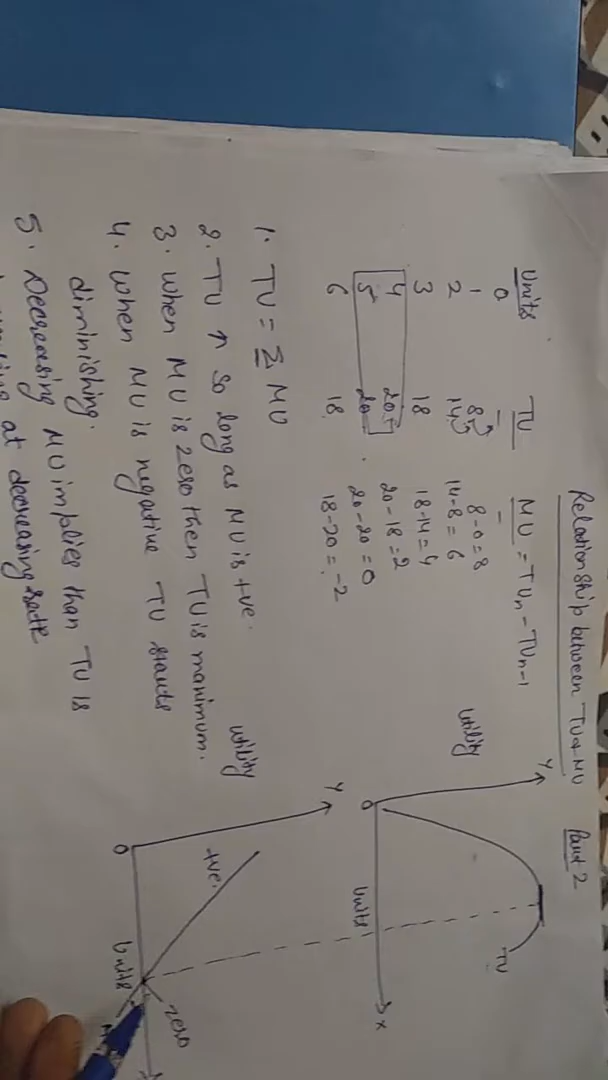 Relationship between TU & MU Part 2
Units TU MU = TUn - TUn-1
0 - -
1 8 8-0=8
2 14 14-8=6
3 18 18-14=4
4 20 20-18=2
5 20 20-20=0
6 18 18-20=-2
1. TU = Σ MU
2. TU ↑ so long as MU is +ve.
3. when MU is zero then TU is maximum.
4. when MU is negative TU starts
diminishing.
5. Decreasing MU implies than TU is
at decreasing rate
Y
utility
TU
O
Units
X
Y
utility
+ve.
O
Units
zero